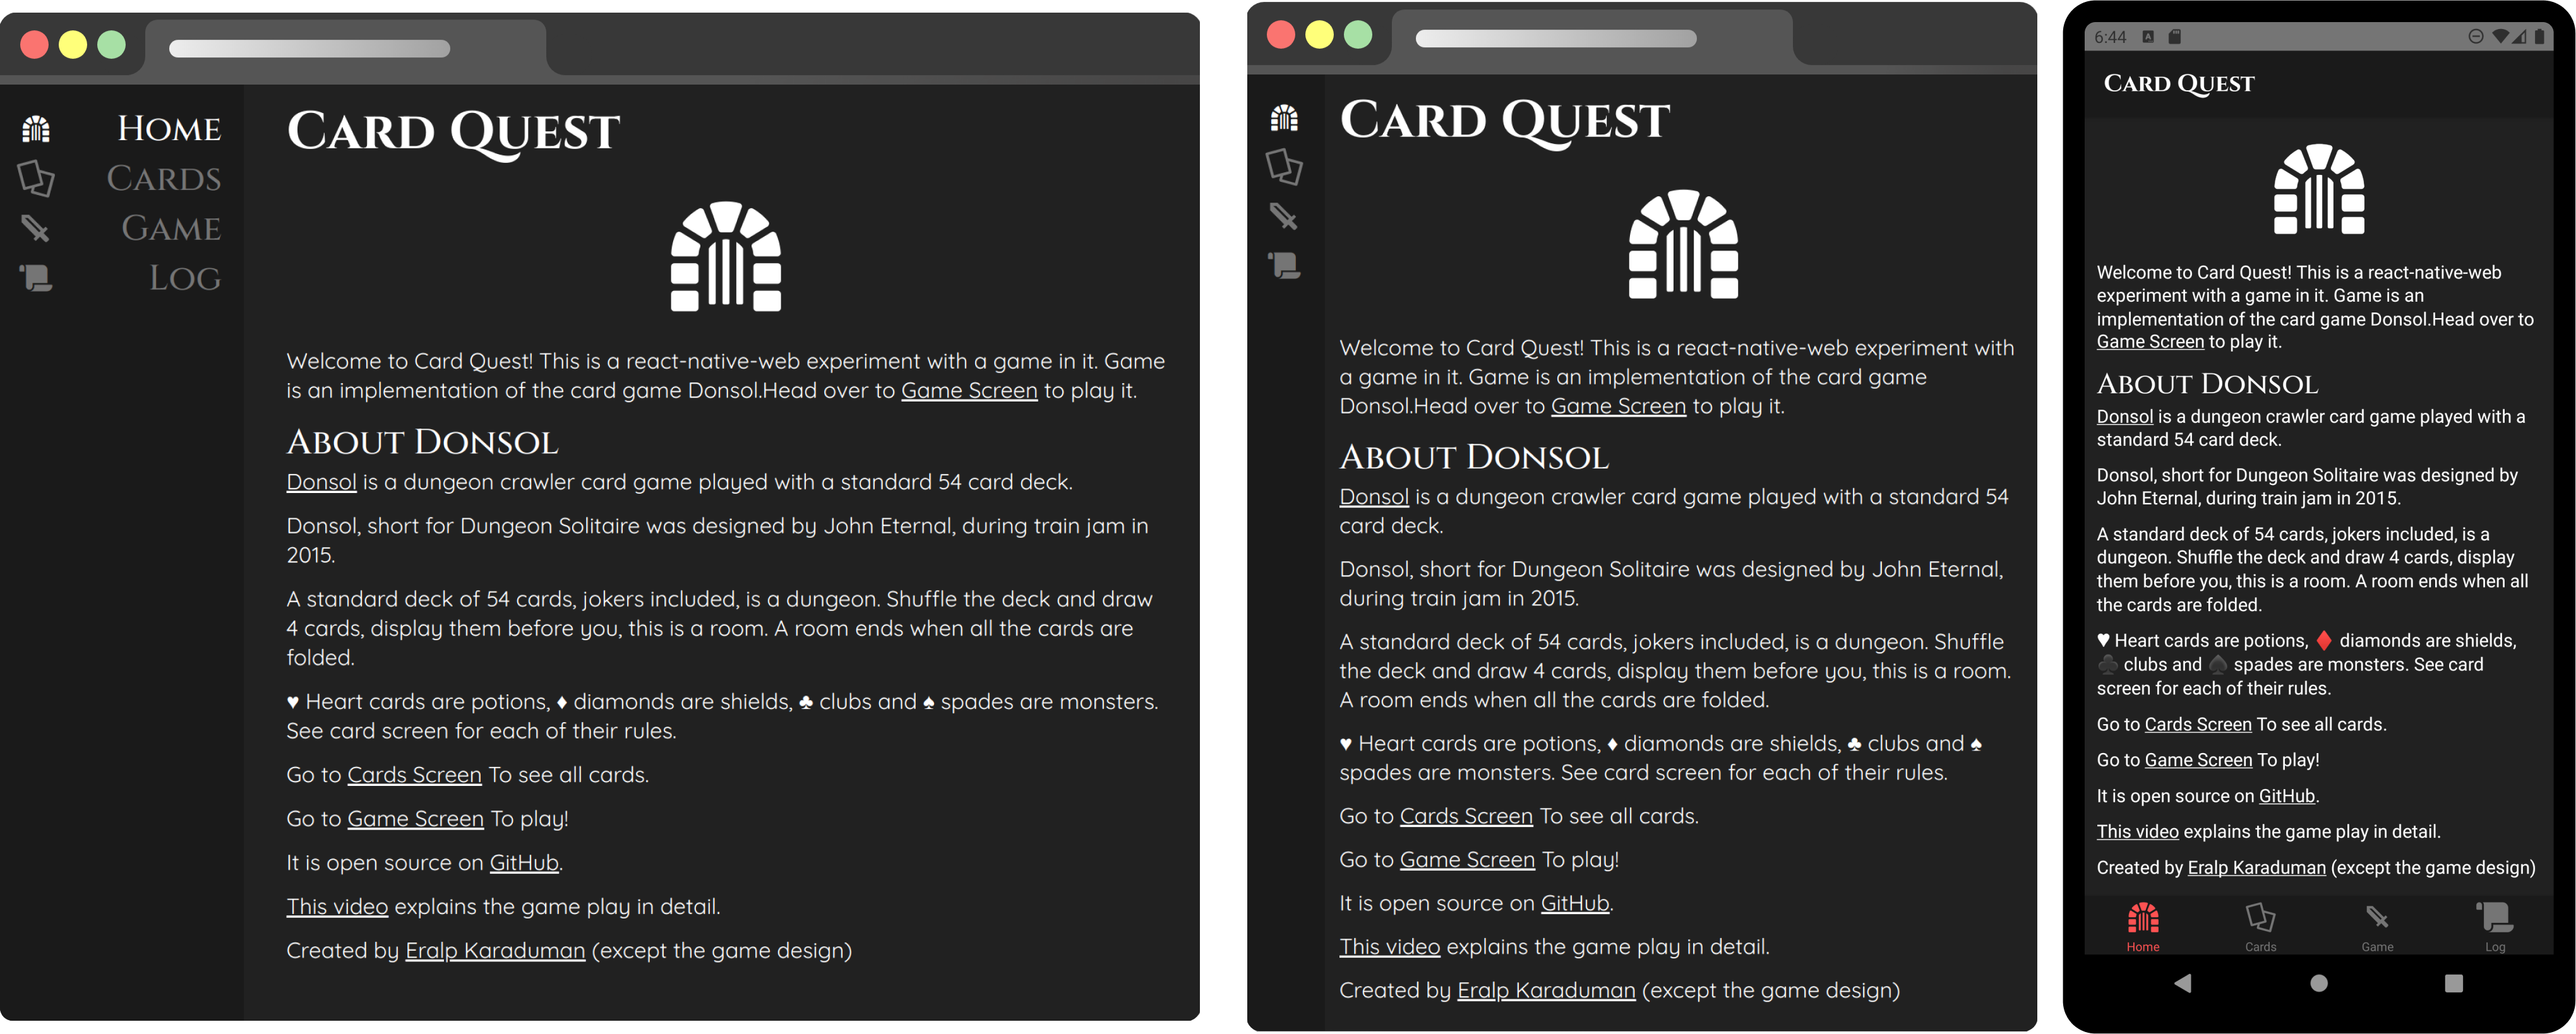 Home
Cards
Game
Log
Card Quest
Welcome to Card Quest! This is a react-native-web experiment with a game in it. Game
is an implementation of the card game Donsol.Head over to Game Screen to play it.
About Donsol
Donsol is a dungeon crawler card game played with a standard 54 card deck.
Donsol, short for Dungeon Solitaire was designed by John Eternal, during train jam in
2015.
A standard deck of 54 cards, jokers included, is a dungeon. Shuffle the deck and draw
4 cards, display them before you, this is a room. A room ends when all the cards are
folded.
♥ Heart cards are potions, ♦ diamonds are shields, ♣ clubs and ♠ spades are monsters.
See card screen for each of their rules.
Go to Cards Screen To see all cards.
Go to Game Screen To play!
It is open source on GitHub.
This video explains the game play in detail.
Created by Eralp Karaduman (except the game design)
Card Quest
Welcome to Card Quest! This is a react-native-web experiment with
a game in it. Game is an implementation of the card game
Donsol.Head over to Game Screen to play it.
About Donsol
Donsol is a dungeon crawler card game played with a standard 54
card deck.
Donsol, short for Dungeon Solitaire was designed by John Eternal,
during train jam in 2015.
A standard deck of 54 cards, jokers included, is a dungeon. Shuffle
the deck and draw 4 cards, display them before you, this is a room.
A room ends when all the cards are folded.
♥ Heart cards are potions, ♦ diamonds are shields, ♣ clubs and ♠
spades are monsters. See card screen for each of their rules.
Go to Cards Screen To see all cards.
Go to Game Screen To play!
It is open source on GitHub.
This video explains the game play in detail.
Created by Eralp Karaduman (except the game design)
6:44
Card Quest
Welcome to Card Quest! This is a react-native-web
experiment with a game in it. Game is an
implementation of the card game Donsol.Head over to
Game Screen to play it.
About Donsol
Donsol is a dungeon crawler card game played with a
standard 54 card deck.
Donsol, short for Dungeon Solitaire was designed by
John Eternal, during train jam in 2015.
A standard deck of 54 cards, jokers included, is a
dungeon. Shuffle the deck and draw 4 cards, display
them before you, this is a room. A room ends when all
the cards are folded.
♥ Heart cards are potions, ♦ diamonds are shields,
♣ clubs and ♠ spades are monsters. See card
screen for each of their rules.
Go to Cards Screen To see all cards.
Go to Game Screen To play!
It is open source on GitHub.
This video explains the game play in detail.
Created by Eralp Karaduman (except the game design)
Home Cards Game Log